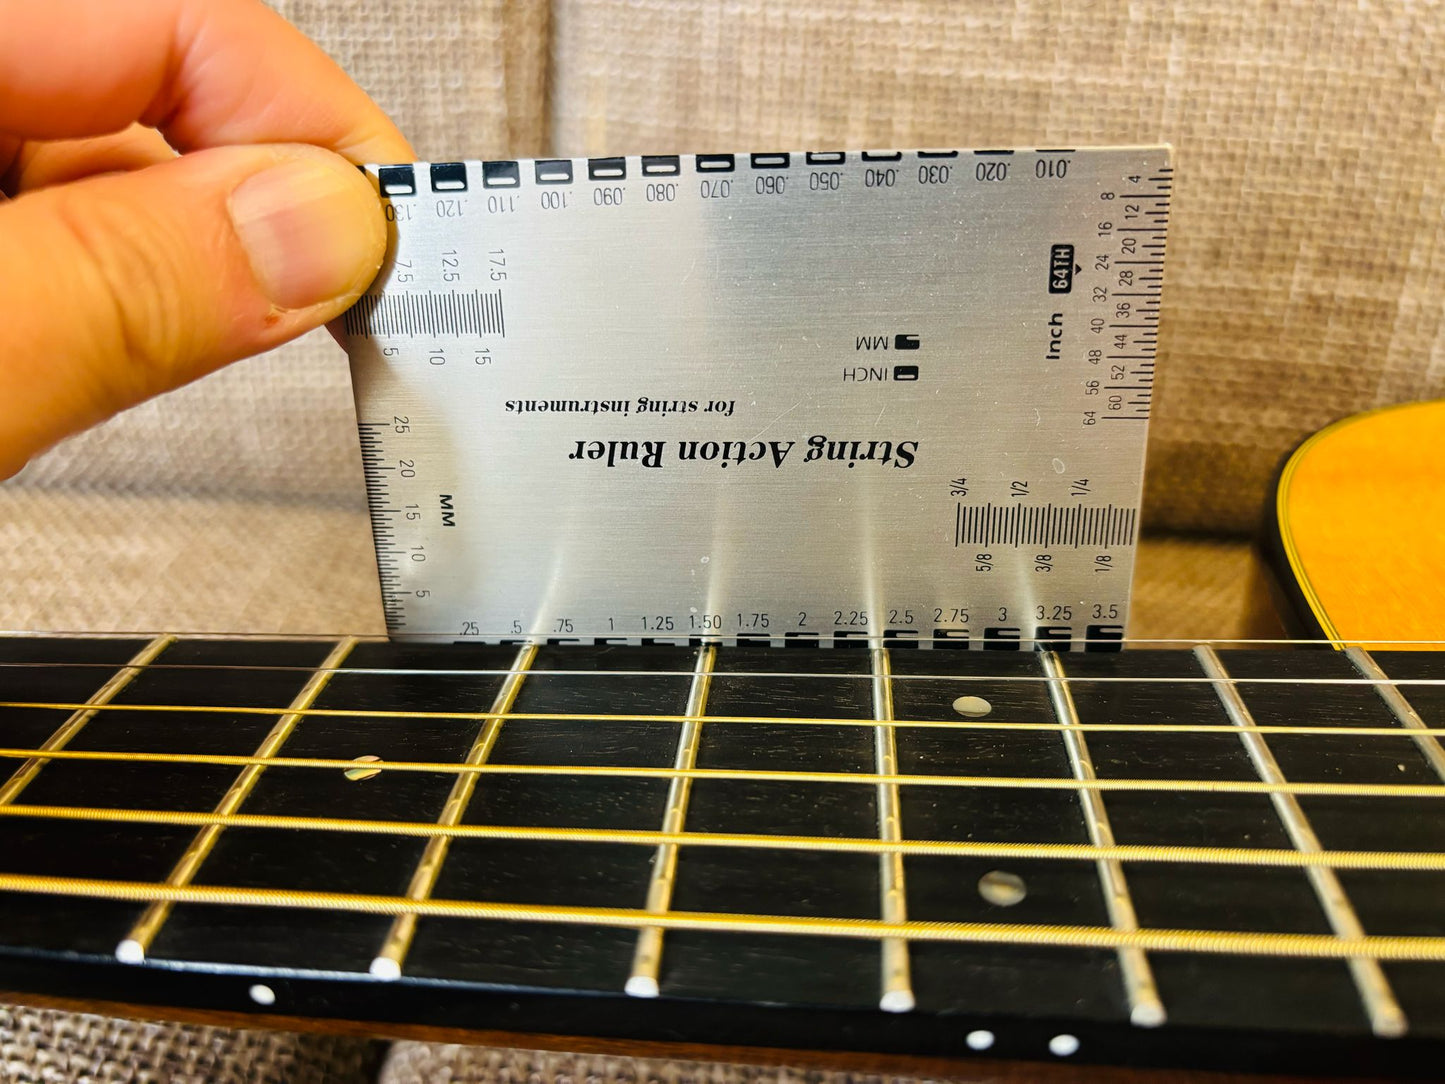 .130 .120 .110 .100 .090 .080 .070 .060 .050 .040 .030 .020 .010
7.5 12.5 17.5
5 10 15
4 12 20 28 36 44 52 60
8 16 24 32 40 48 56 64
Inch 64TH
MM
INCH
for string instruments
String Action Ruler
25 20 15 10 5
MM
3/4 1/2 1/4
5/8 3/8 1/8
.25 .5 .75 1 1.25 1.50 1.75 2 2.25 2.5 2.75 3 3.25 3.5